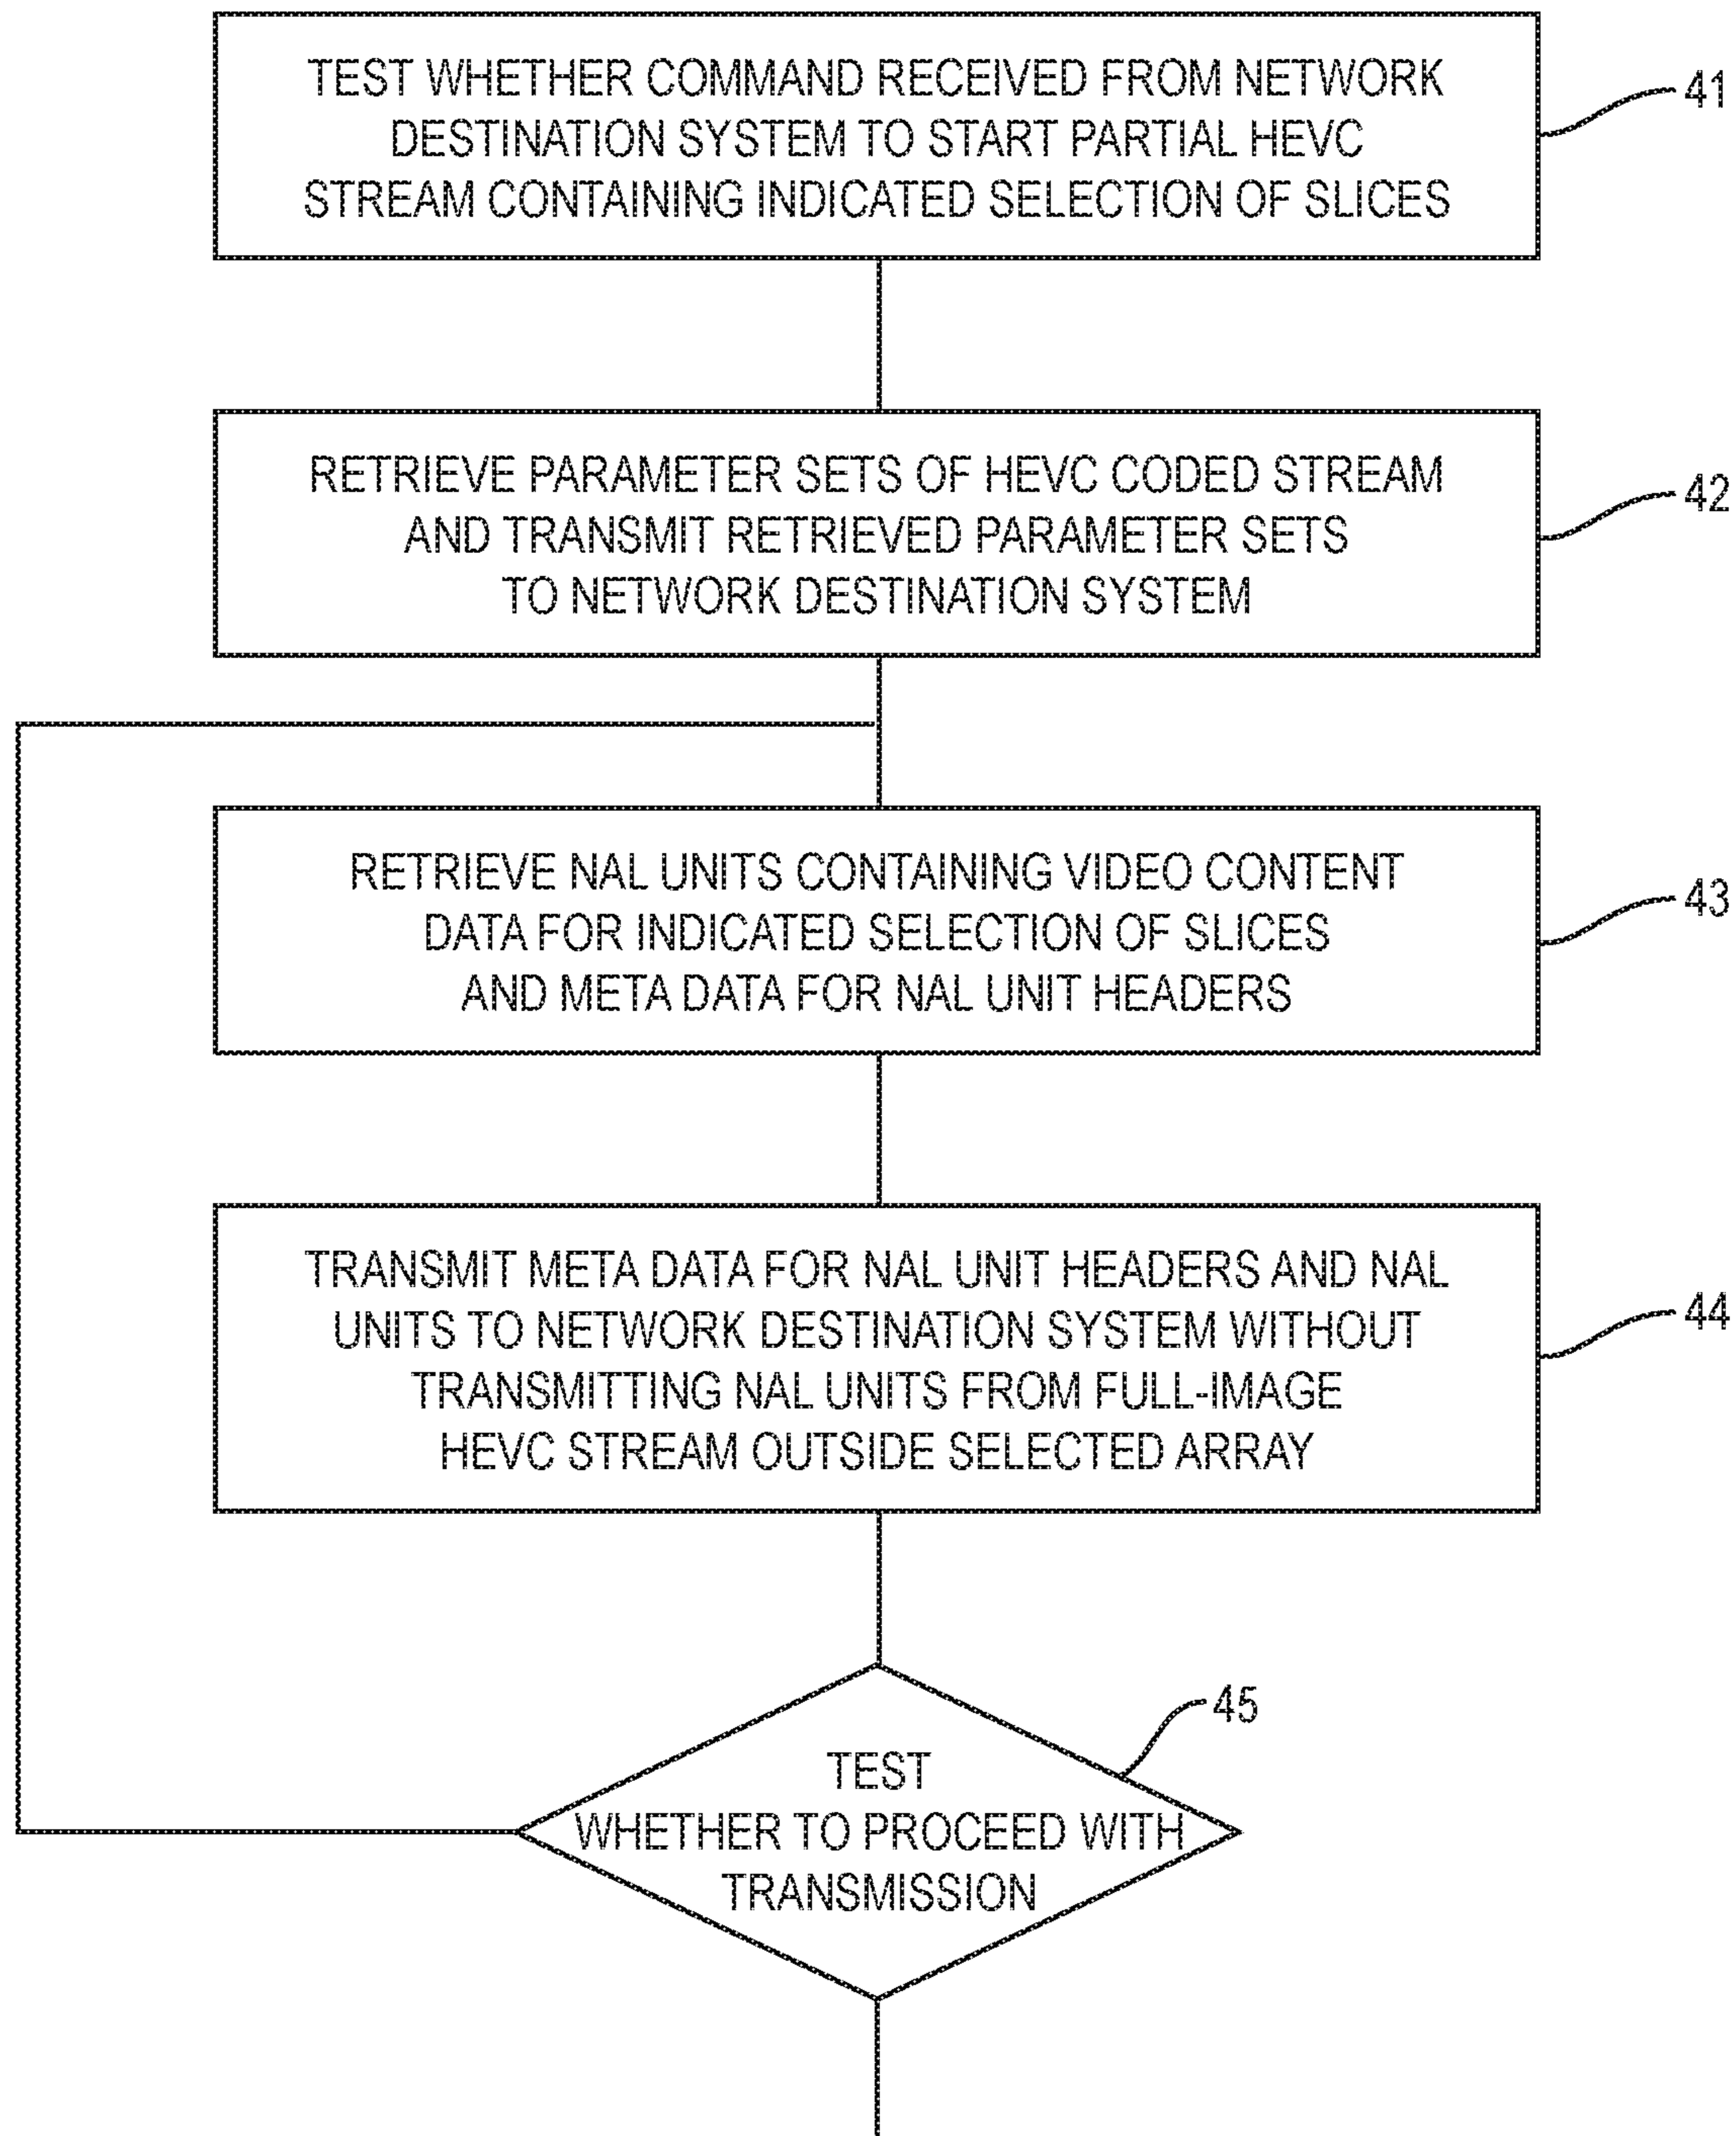 TEST WHETHER COMMAND RECEIVED FROM NETWORK
DESTINATION SYSTEM TO START PARTIAL HEVC
STREAM CONTAINING INDICATED SELECTION OF SLICES
41
RETRIEVE PARAMETER SETS OF HEVC CODED STREAM
AND TRANSMIT RETRIEVED PARAMETER SETS
TO NETWORK DESTINATION SYSTEM
42
RETRIEVE NAL UNITS CONTAINING VIDEO CONTENT
DATA FOR INDICATED SELECTION OF SLICES
AND META DATA FOR NAL UNIT HEADERS
43
TRANSMIT META DATA FOR NAL UNIT HEADERS AND NAL
UNITS TO NETWORK DESTINATION SYSTEM WITHOUT
TRANSMITTING NAL UNITS FROM FULL-IMAGE
HEVC STREAM OUTSIDE SELECTED ARRAY
44
45
TEST
WHETHER TO PROCEED WITH
TRANSMISSION